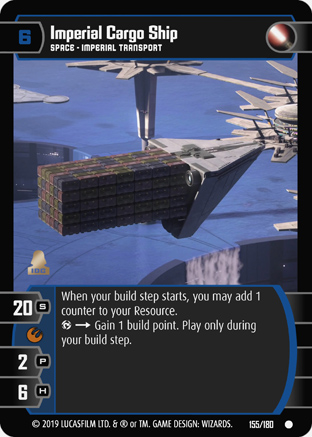 6
Imperial Cargo Ship
SPACE - IMPERIAL TRANSPORT
20 S
When your build step starts, you may add 1
counter to your Resource.
Gain 1 build point. Play only during
your build step.
2 P
6 H
© 2019 LUCASFILM LTD. & ® or TM. GAME DESIGN: WIZARDS.
155/180